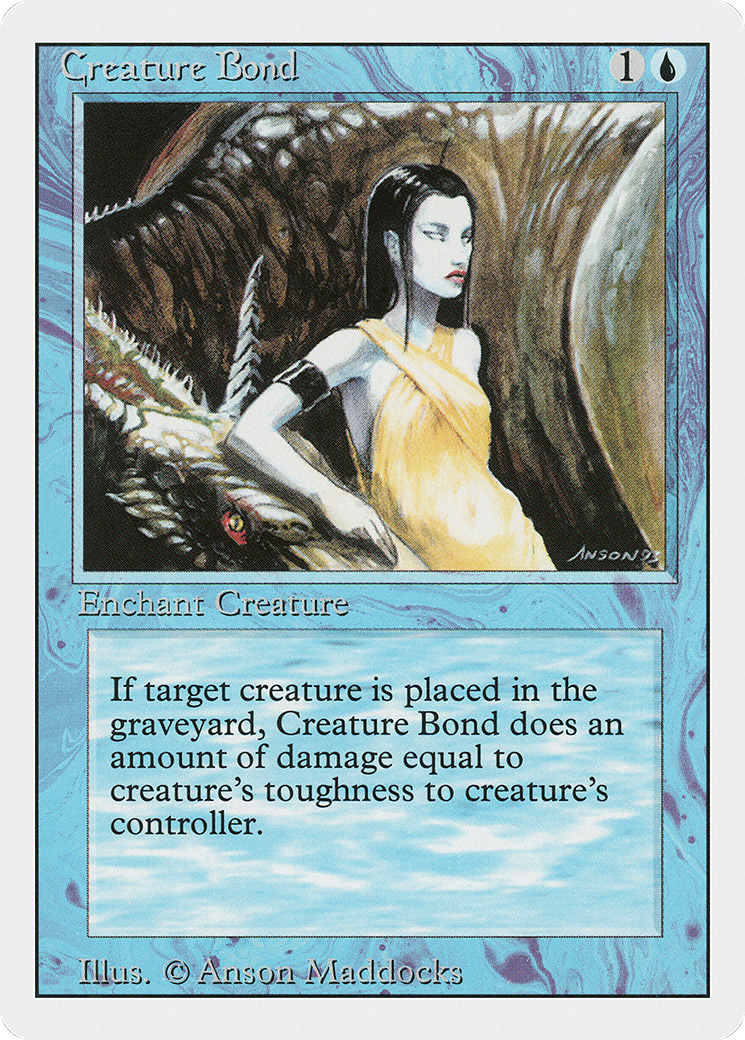 Creature Bond 1
ANSON 93
Enchant Creature
If target creature is placed in the
graveyard, Creature Bond does an
amount of damage equal to
creature's toughness to creature's
controller.
Illus. © Anson Maddocks